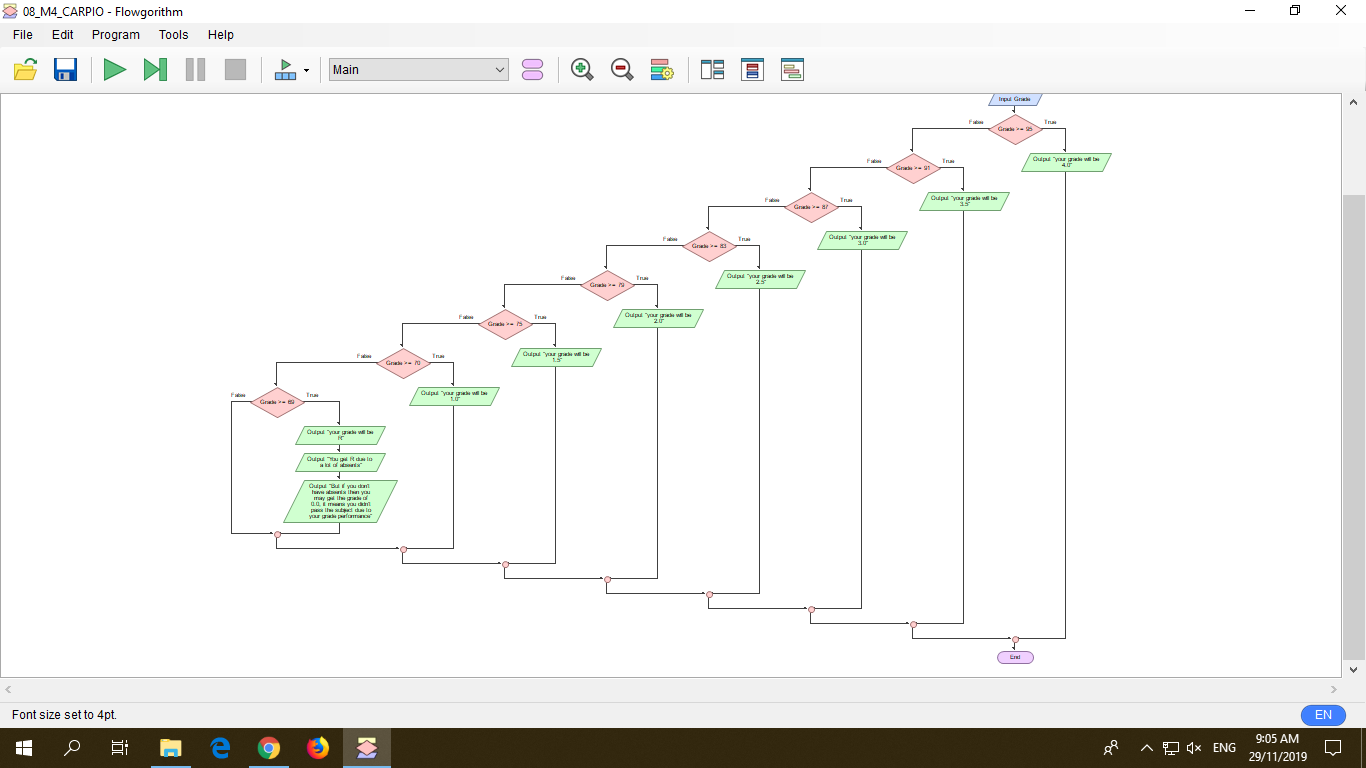 08_M4_CARPIO - Flowgorithm
File Edit Program Tools Help
Main
Input Grade
False
Grade >= 95
True
Output "your grade will be
4.0"
False
Grade >= 91
True
Output "your grade will be
3.5"
False
Grade >= 87
True
Output "your grade will be
3.0"
False
Grade >= 83
True
Output "your grade will be
2.5"
False
Grade >= 79
True
Output "your grade will be
2.0"
False
Grade >= 75
True
Output "your grade will be
1.5"
False
Grade >= 70
True
Output "your grade will be
1.0"
False
Grade >= 69
True
Output "your grade will be
R"
Output "You get R due to
a lot of absents"
Output "But if you don't
have absents then you
may get the grade of
0.0, it means you didn't
pass the subject due to
your grade performance"
End
Font size set to 4pt.
EN
ENG
9:05 AM
29/11/2019